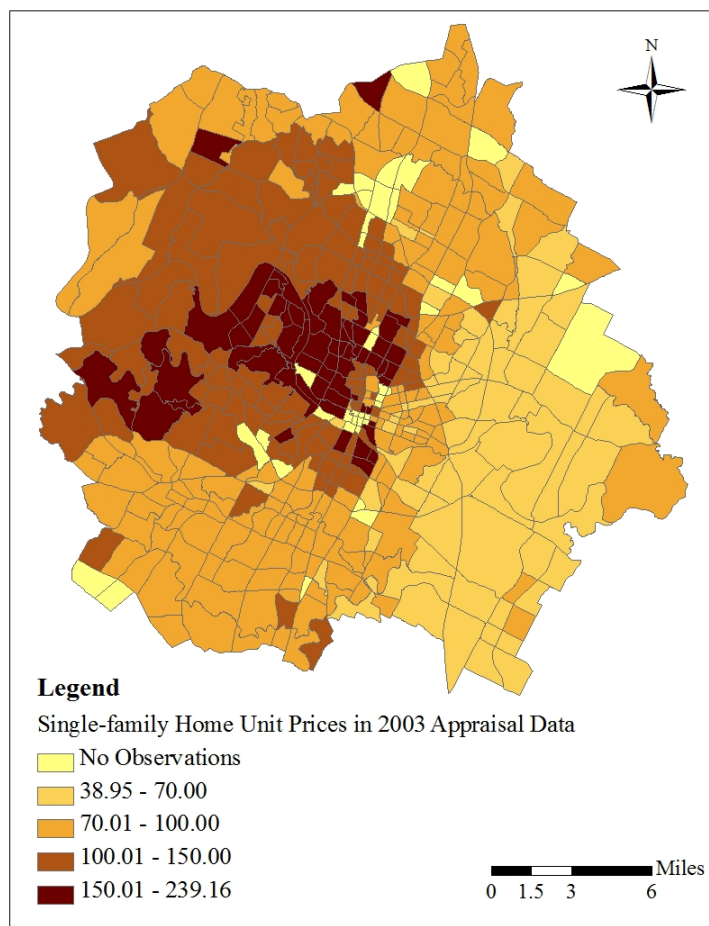 N
Legend
Single-family Home Unit Prices in 2003 Appraisal Data
No Observations
38.95 - 70.00
70.01 - 100.00
100.01 - 150.00
150.01 - 239.16
Miles
0 1.5 3 6